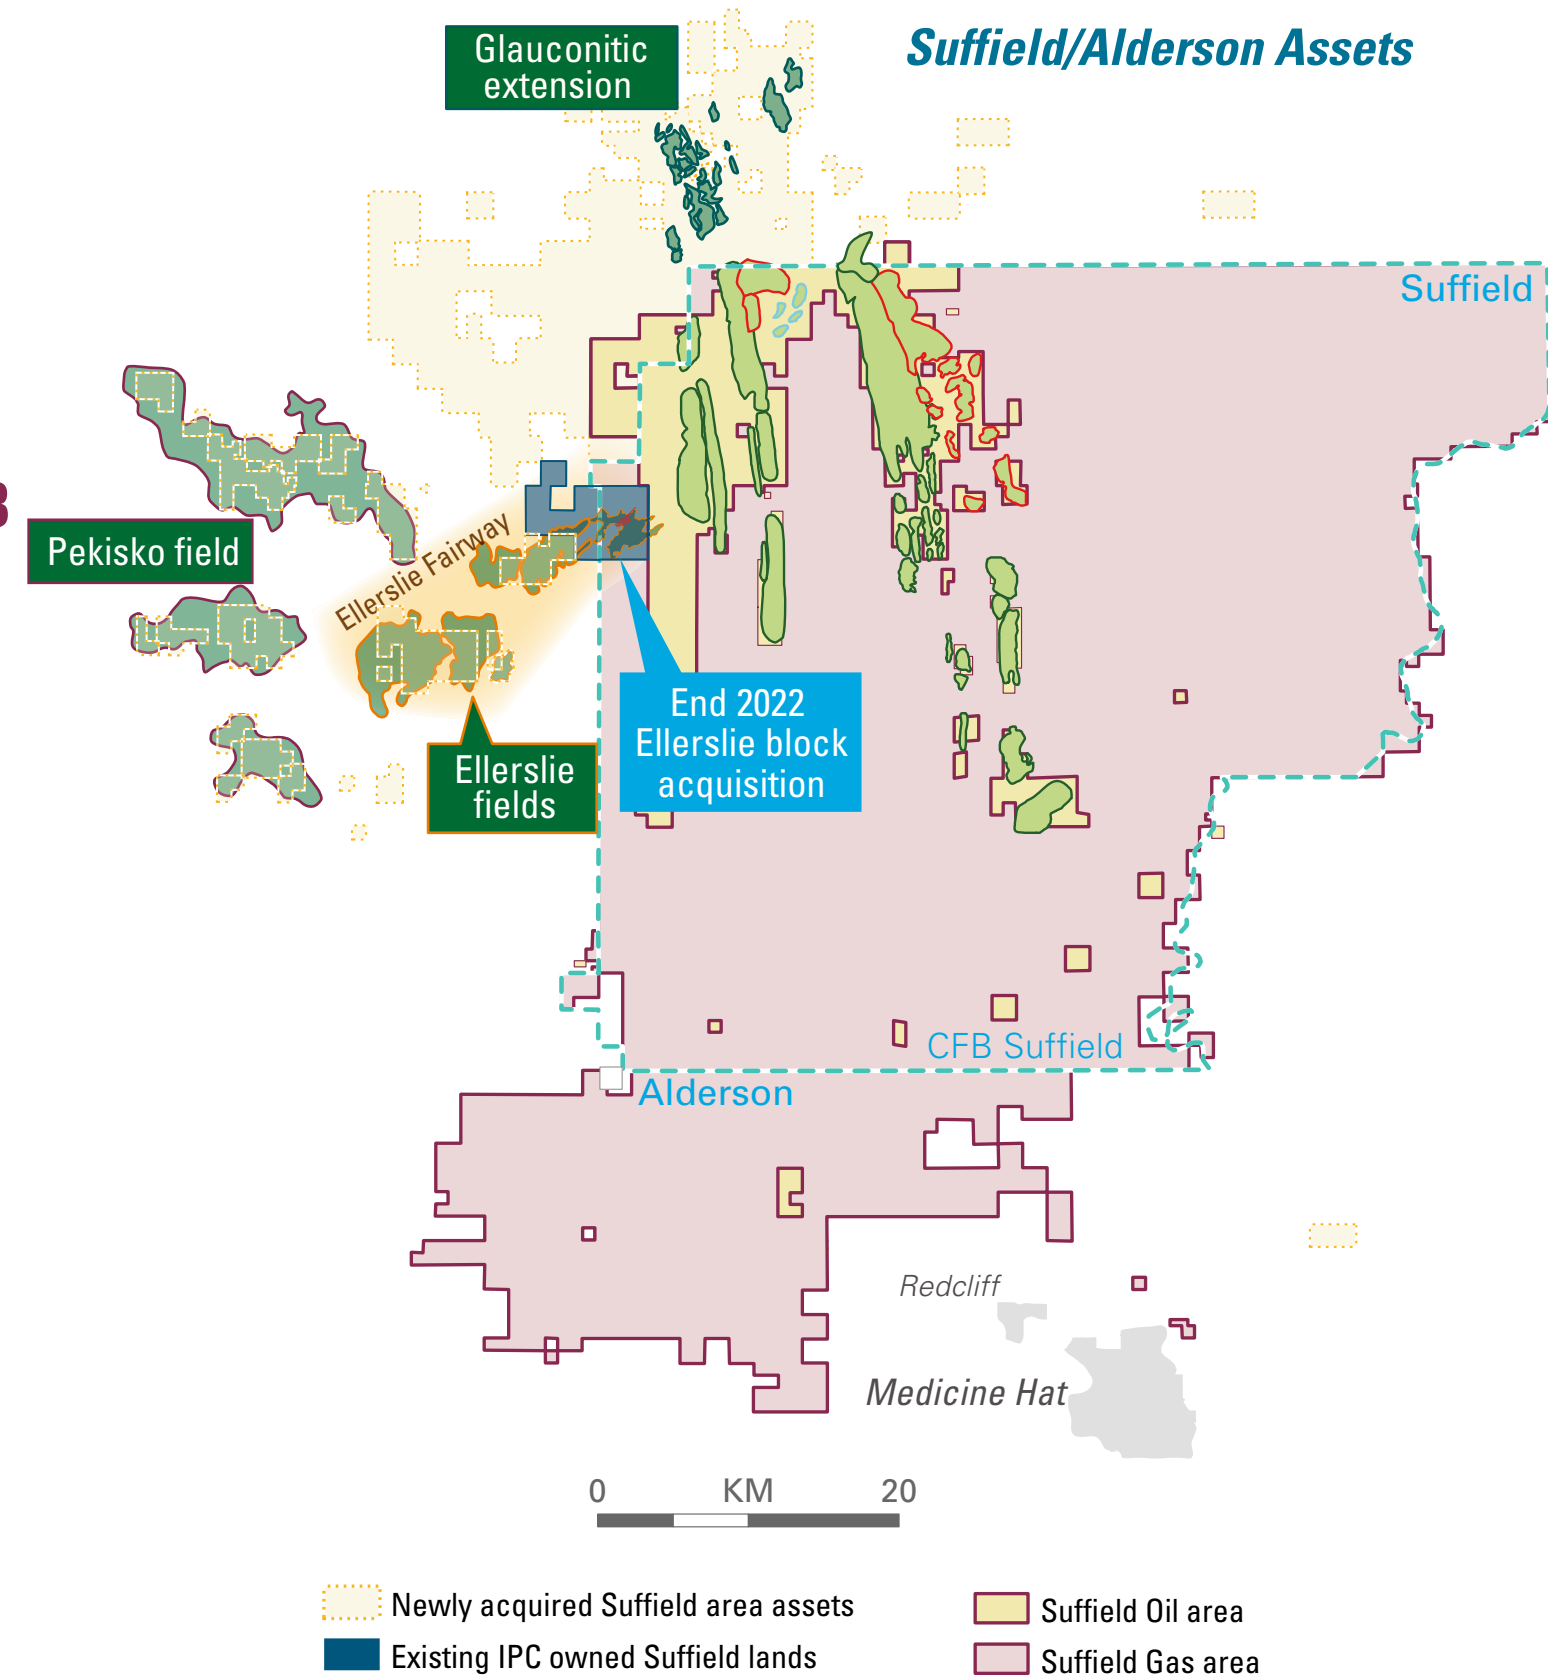 Suffield/Alderson Assets
Glauconitic
extension
Suffield
Pekisko field
Ellerslie Fairway
End 2022
Ellerslie block
acquisition
Ellerslie
fields
CFB Suffield
Alderson
Redcliff
Medicine Hat
0 KM 20
Newly acquired Suffield area assets
Existing IPC owned Suffield lands
Suffield Oil area
Suffield Gas area